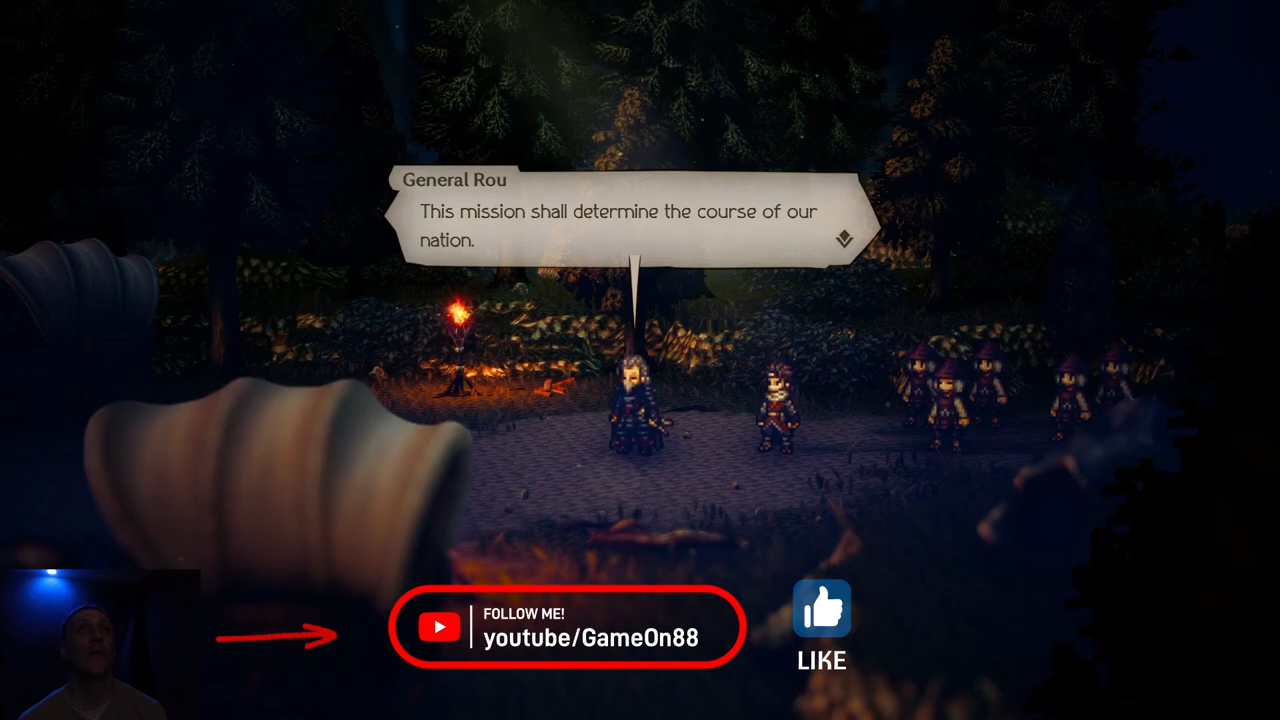 General Rou
This mission shall determine the course of our
nation.
FOLLOW ME!
youtube/GameOn88
LIKE